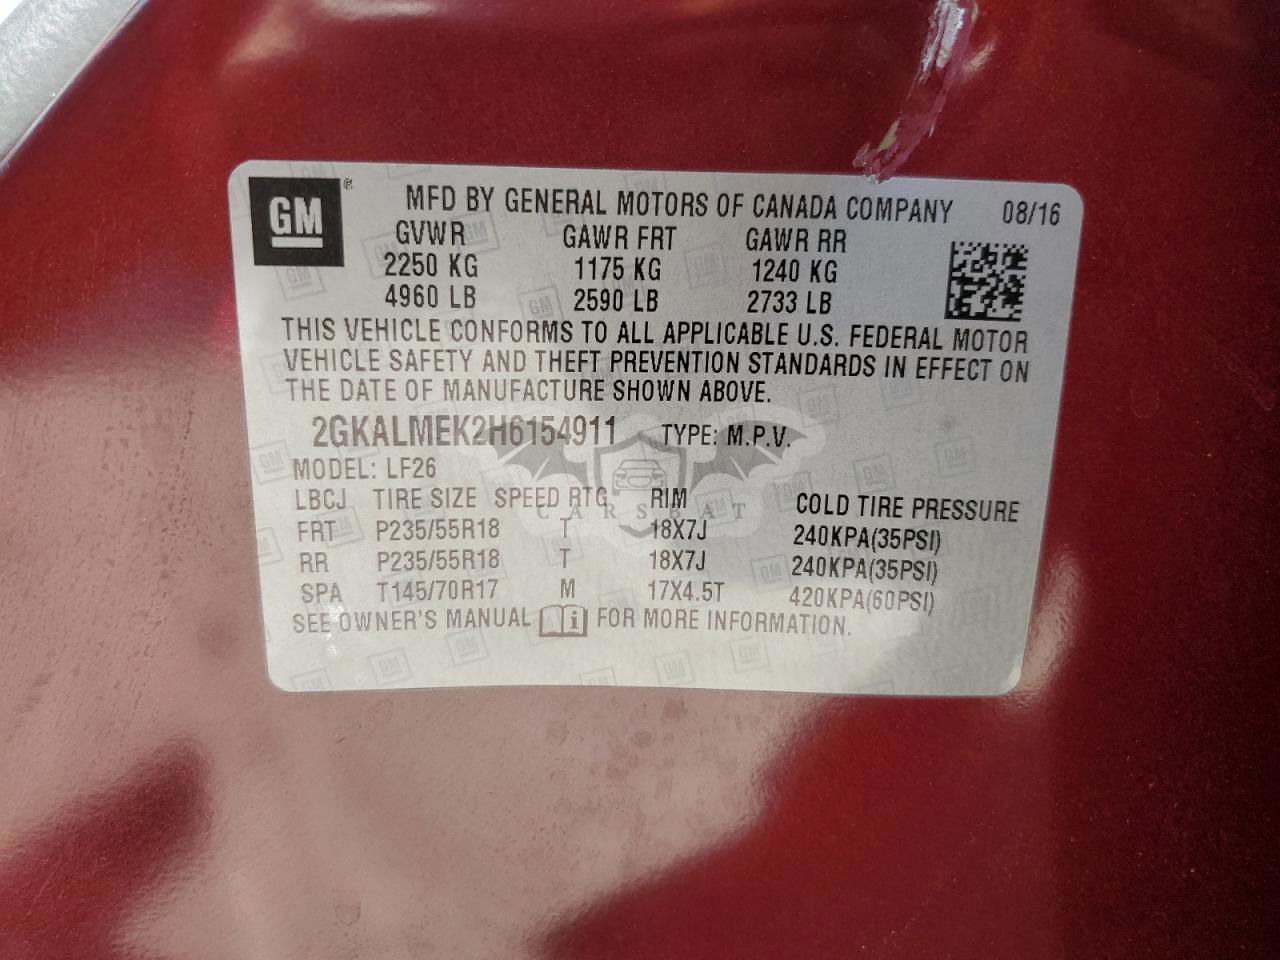 GM ®
MFD BY GENERAL MOTORS OF CANADA COMPANY 08/16
GVWR GAWR FRT GAWR RR
2250 KG 1175 KG 1240 KG
4960 LB 2590 LB 2733 LB
THIS VEHICLE CONFORMS TO ALL APPLICABLE U.S. FEDERAL MOTOR
VEHICLE SAFETY AND THEFT PREVENTION STANDARDS IN EFFECT ON
THE DATE OF MANUFACTURE SHOWN ABOVE.
2GKALMEK2H6154911 TYPE: M.P.V.
MODEL: LF26
LBCJ TIRE SIZE SPEED RTG RIM COLD TIRE PRESSURE
CARSBAT
FRT P235/55R18 T 18X7J 240KPA(35PSI)
RR P235/55R18 T 18X7J 240KPA(35PSI)
SPA T145/70R17 M 17X4.5T 420KPA(60PSI)
SEE OWNER'S MANUAL i FOR MORE INFORMATION.